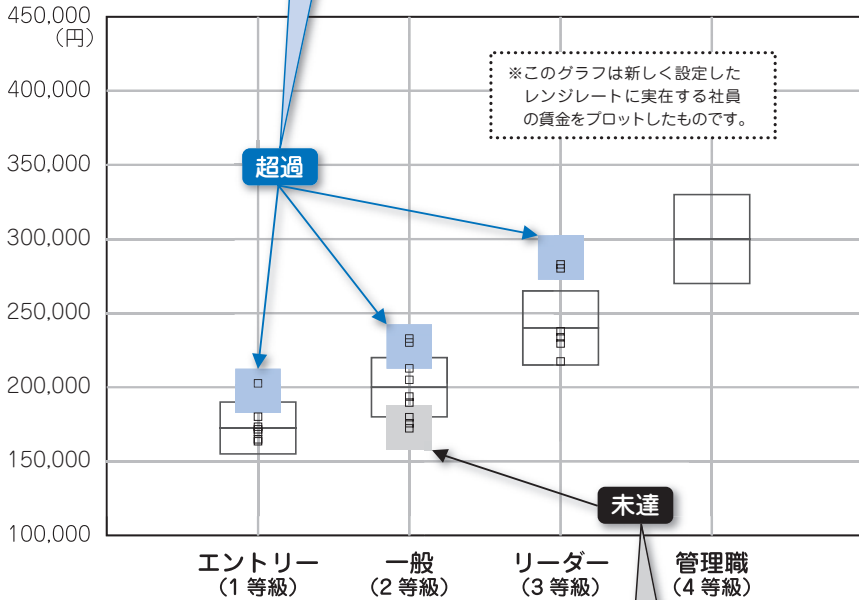 450,000
（円）
400,000
350,000
300,000
250,000
200,000
150,000
100,000
※このグラフは新しく設定した
レンジレートに実在する社員
の賃金をプロットしたものです。
超過
未達
エントリー
（1 等級）
一般
（2 等級）
リーダー
（3 等級）
管理職
（4 等級）